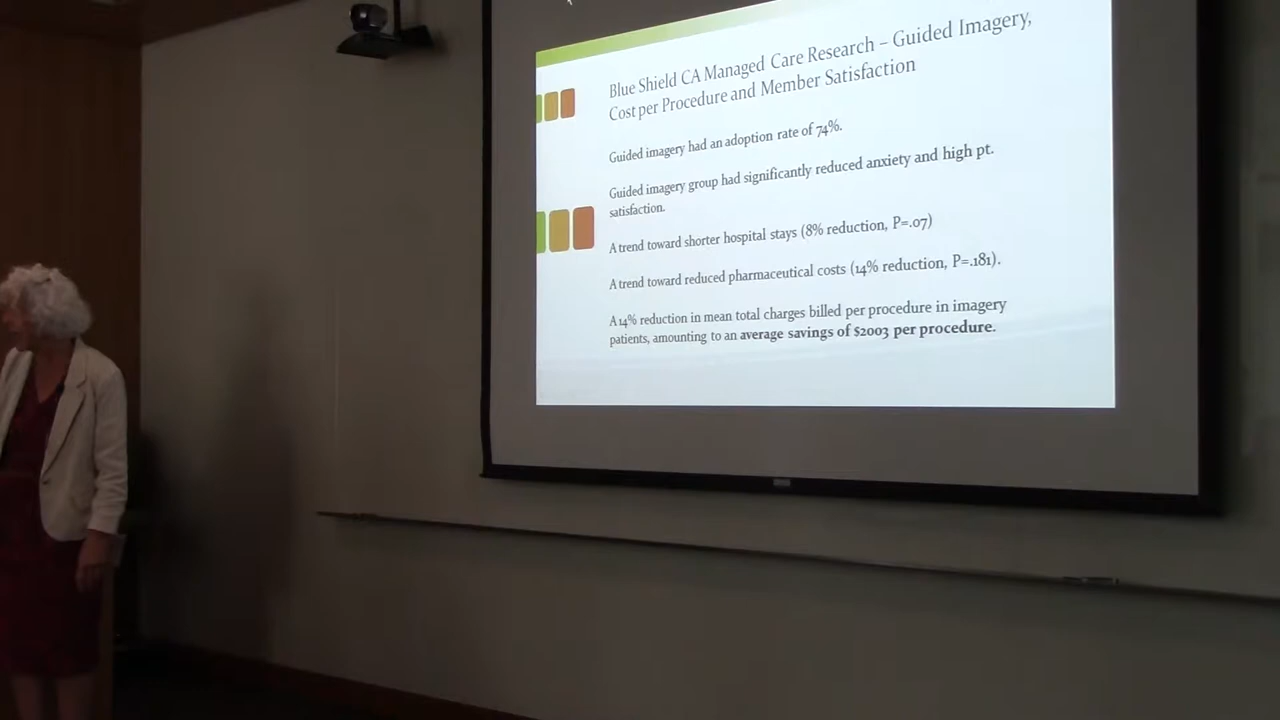 Blue Shield CA Managed Care Research – Guided Imagery,
Cost per Procedure and Member Satisfaction
Guided imagery had an adoption rate of 74%.
Guided imagery group had significantly reduced anxiety and high pt.
satisfaction.
A trend toward shorter hospital stays (8% reduction, P=.07)
A trend toward reduced pharmaceutical costs (14% reduction, P=.181).
A 14% reduction in mean total charges billed per procedure in imagery
patients, amounting to an average savings of $2003 per procedure.